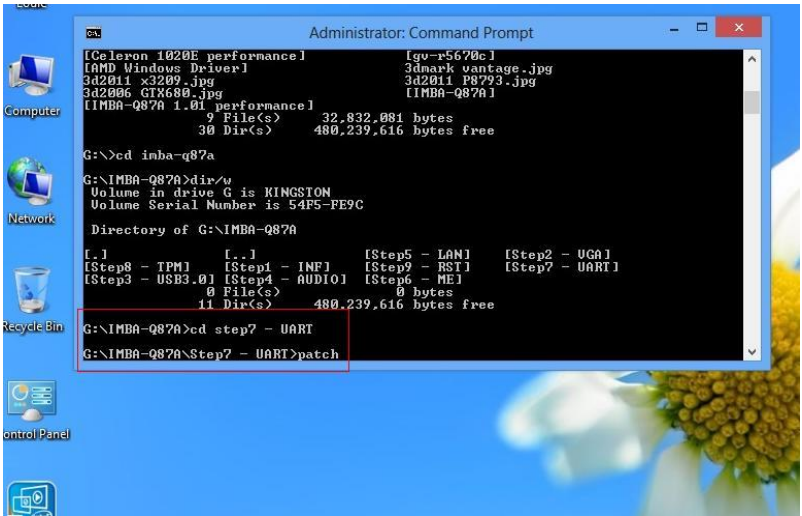 Administrator: Command Prompt
[Celeron 1020E performance] [gv-r5670c]
[AMD Windows Driver] 3dmark vantage.jpg
3d2011 x3209.jpg 3d2011 P8793.jpg
3d2006 GTX680.jpg [IMBA-Q87A]
[IMBA-Q87A 1.01 performance]
9 File(s) 32,832,081 bytes
30 Dir(s) 480,239,616 bytes free
G:\>cd imba-q87a
G:\IMBA-Q87A>dir/w
Volume in drive G is KINGSTON
Volume Serial Number is 54F5-FE9C
Directory of G:\IMBA-Q87A
[.] [..] [Step5 - LAN] [Step2 - VGA]
[Step8 - TPM] [Step1 - INF] [Step9 - RST] [Step7 - UART]
[Step3 - USB3.0] [Step4 - AUDIO] [Step6 - ME]
0 File(s) 0 bytes
11 Dir(s) 480,239,616 bytes free
G:\IMBA-Q87A>cd step7 - UART
G:\IMBA-Q87A\Step7 - UART>patch
Computer
Network
Recycle Bin
ontrol Panel